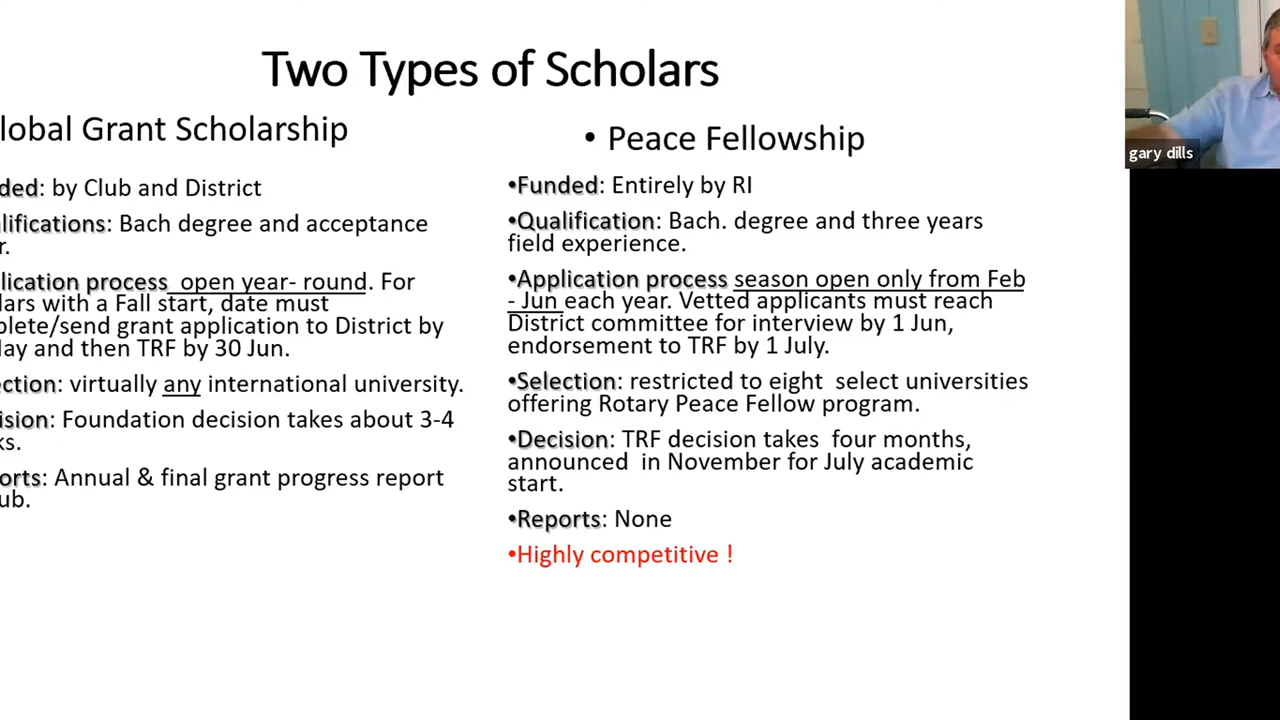 Two Types of Scholars
lobal Grant Scholarship
ded: by Club and District
lifications: Bach degree and acceptance
r.
lication process open year- round. For
lars with a Fall start, date must
plete/send grant application to District by
ay and then TRF by 30 Jun.
ection: virtually any international university.
ision: Foundation decision takes about 3-4
ks.
orts: Annual & final grant progress report
ub.
• Peace Fellowship
•Funded: Entirely by RI
•Qualification: Bach. degree and three years
field experience.
•Application process season open only from Feb
- Jun each year. Vetted applicants must reach
District committee for interview by 1 Jun,
endorsement to TRF by 1 July.
•Selection: restricted to eight select universities
offering Rotary Peace Fellow program.
•Decision: TRF decision takes four months,
announced in November for July academic
start.
•Reports: None
•Highly competitive !
gary dills